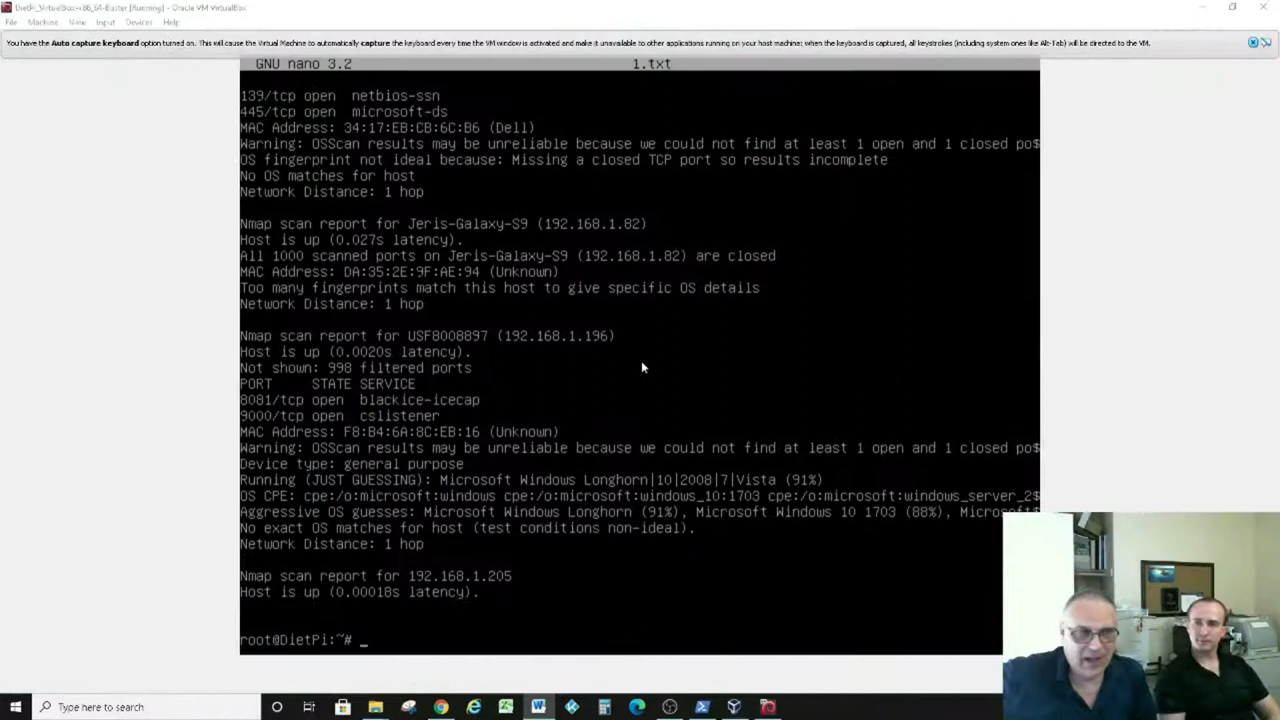 DietPi_VirtualBox-x86_64-Buster [Running] - Oracle VM VirtualBox
File Machine View Input Devices Help
You have the Auto capture keyboard option turned on. This will cause the Virtual Machine to automatically capture the keyboard every time the VM window is activated and make it unavailable to other applications running on your host machine: when the keyboard is captured, all keystrokes (including system ones like Alt-Tab) will be directed to the VM.
GNU nano 3.2 1.txt
139/tcp open netbios-ssn
445/tcp open microsoft-ds
MAC Address: 34:17:EB:CB:6C:B6 (Dell)
Warning: OSScan results may be unreliable because we could not find at least 1 open and 1 closed po$
OS fingerprint not ideal because: Missing a closed TCP port so results incomplete
No OS matches for host
Network Distance: 1 hop
Nmap scan report for Jeris-Galaxy-S9 (192.168.1.82)
Host is up (0.027s latency).
All 1000 scanned ports on Jeris-Galaxy-S9 (192.168.1.82) are closed
MAC Address: DA:35:2E:9F:AE:94 (Unknown)
Too many fingerprints match this host to give specific OS details
Network Distance: 1 hop
Nmap scan report for USF8008897 (192.168.1.196)
Host is up (0.0020s latency).
Not shown: 998 filtered ports
PORT STATE SERVICE
8081/tcp open blackice-icecap
9000/tcp open cslistener
MAC Address: F8:B4:6A:8C:EB:16 (Unknown)
Warning: OSScan results may be unreliable because we could not find at least 1 open and 1 closed po$
Device type: general purpose
Running (JUST GUESSING): Microsoft Windows Longhorn|10|2008|7|Vista (91%)
OS CPE: cpe:/o:microsoft:windows cpe:/o:microsoft:windows_10:1703 cpe:/o:microsoft:windows_server_2$
Aggressive OS guesses: Microsoft Windows Longhorn (91%), Microsoft Windows 10 1703 (88%), Microsoft$
No exact OS matches for host (test conditions non-ideal).
Network Distance: 1 hop
Nmap scan report for 192.168.1.205
Host is up (0.00018s latency).
root@DietPi:~# _
Type here to search